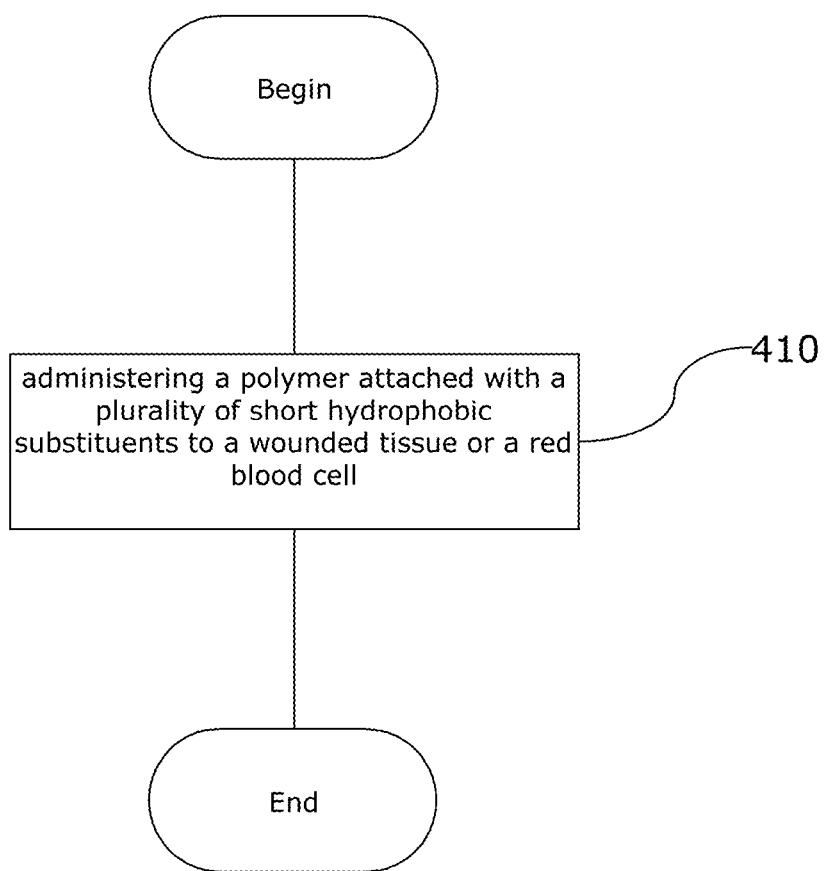 Begin
administering a polymer attached with a
plurality of short hydrophobic
substituents to a wounded tissue or a red
blood cell
410
End